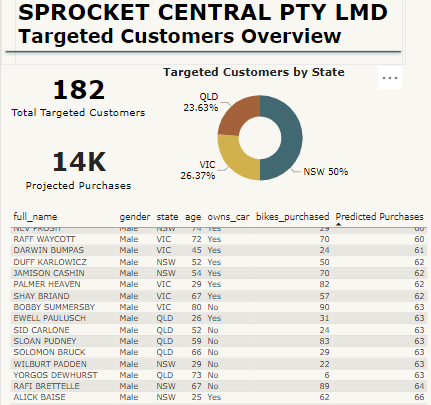 SPROCKET CENTRAL PTY LMD
Targeted Customers Overview
182
Total Targeted Customers
14K
Projected Purchases
Targeted Customers by State
QLD
23.63%
VIC
26.37%
NSW 50%
full_name gender state age owns_car bikes_purchased Predicted Purchases
NEV PROSH Male NSW 74 Yes 29 60
RAFF WAYCOTT Male VIC 72 Yes 70 60
DARWIN BUMPAS Male VIC 45 Yes 24 61
DUFF KARLOWICZ Male NSW 52 Yes 50 62
JAMISON CASHIN Male NSW 54 Yes 70 62
PALMER HEAVEN Male VIC 29 Yes 82 62
SHAY BRIAND Male VIC 67 Yes 57 62
BOBBY SUMMERSBY Male VIC 80 No 90 63
EWELL PAULUSCH Male QLD 26 Yes 31 63
SID CARLONE Male QLD 52 No 24 63
SLOAN PUDNEY Male QLD 59 No 83 63
SOLOMON BRUCK Male QLD 66 No 29 63
WILBURT PADDEN Male NSW 29 No 22 63
YORGOS DEWHURST Male QLD 73 No 6 63
RAFI BRETTELLE Male NSW 67 No 89 64
ALICK BAISE Male NSW 25 Yes 62 66